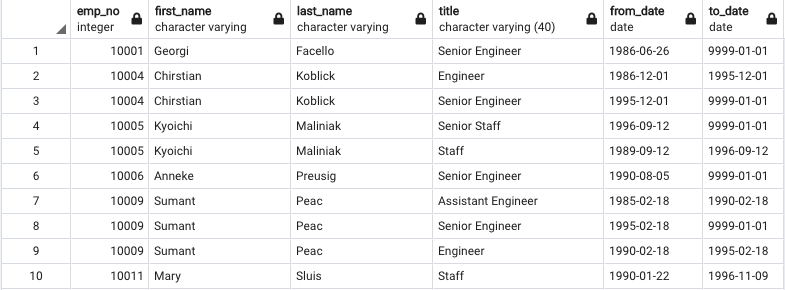 emp_no first_name last_name title from_date to_date
integer character varying character varying character varying (40) date date
1 10001 Georgi Facello Senior Engineer 1986-06-26 9999-01-01
2 10004 Chirstian Koblick Engineer 1986-12-01 1995-12-01
3 10004 Chirstian Koblick Senior Engineer 1995-12-01 9999-01-01
4 10005 Kyoichi Maliniak Senior Staff 1996-09-12 9999-01-01
5 10005 Kyoichi Maliniak Staff 1989-09-12 1996-09-12
6 10006 Anneke Preusig Senior Engineer 1990-08-05 9999-01-01
7 10009 Sumant Peac Assistant Engineer 1985-02-18 1990-02-18
8 10009 Sumant Peac Senior Engineer 1995-02-18 9999-01-01
9 10009 Sumant Peac Engineer 1990-02-18 1995-02-18
10 10011 Mary Sluis Staff 1990-01-22 1996-11-09